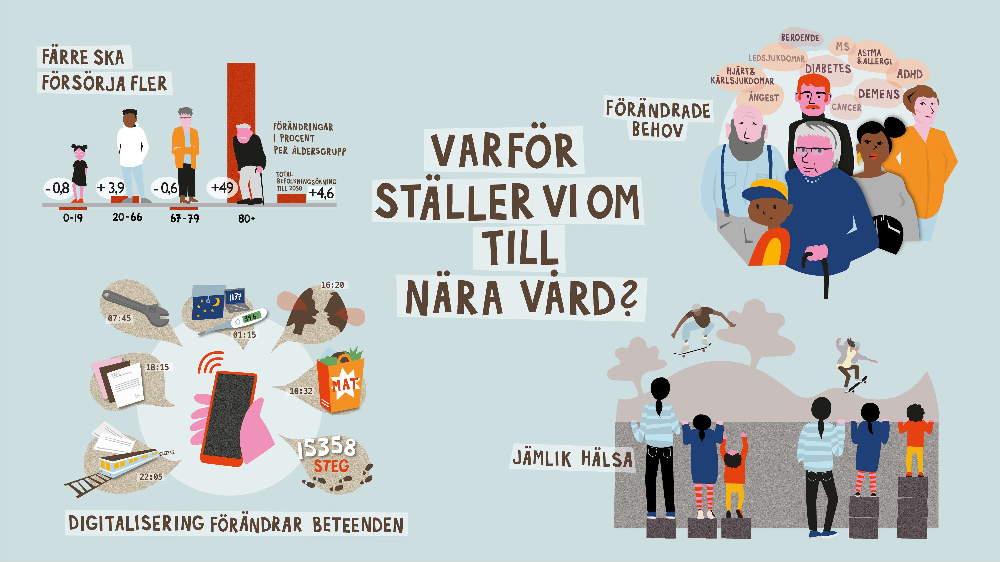 FÄRRE SKA
FÖRSÖRJA FLER
FÖRÄNDRINGAR
I PROCENT
PER ÅLDERSGRUPP
TOTAL
BEFOLKNINGSÖKNING
TILL 2030
+4,6
- 0,8
+ 3,9
- 0,6
+49
0-19
20-66
67-79
80+
VARFÖR
STÄLLER VI OM
TILL
NÄRA VÅRD?
FÖRÄNDRADE
BEHOV
BEROENDE
MS
LEDSJUKDOMAR
ASTMA
& ALLERGI
DIABETES
HJÄRT &
KÄRLSJUKDOMAR
ADHD
ÅNGEST
DEMENS
CANCER
07:45
1177
39.6
01:15
16:20
TELE
18:15
MAT
10:32
22:05
15358
STEG
DIGITALISERING FÖRÄNDRAR BETEENDEN
JÄMLIK HÄLSA